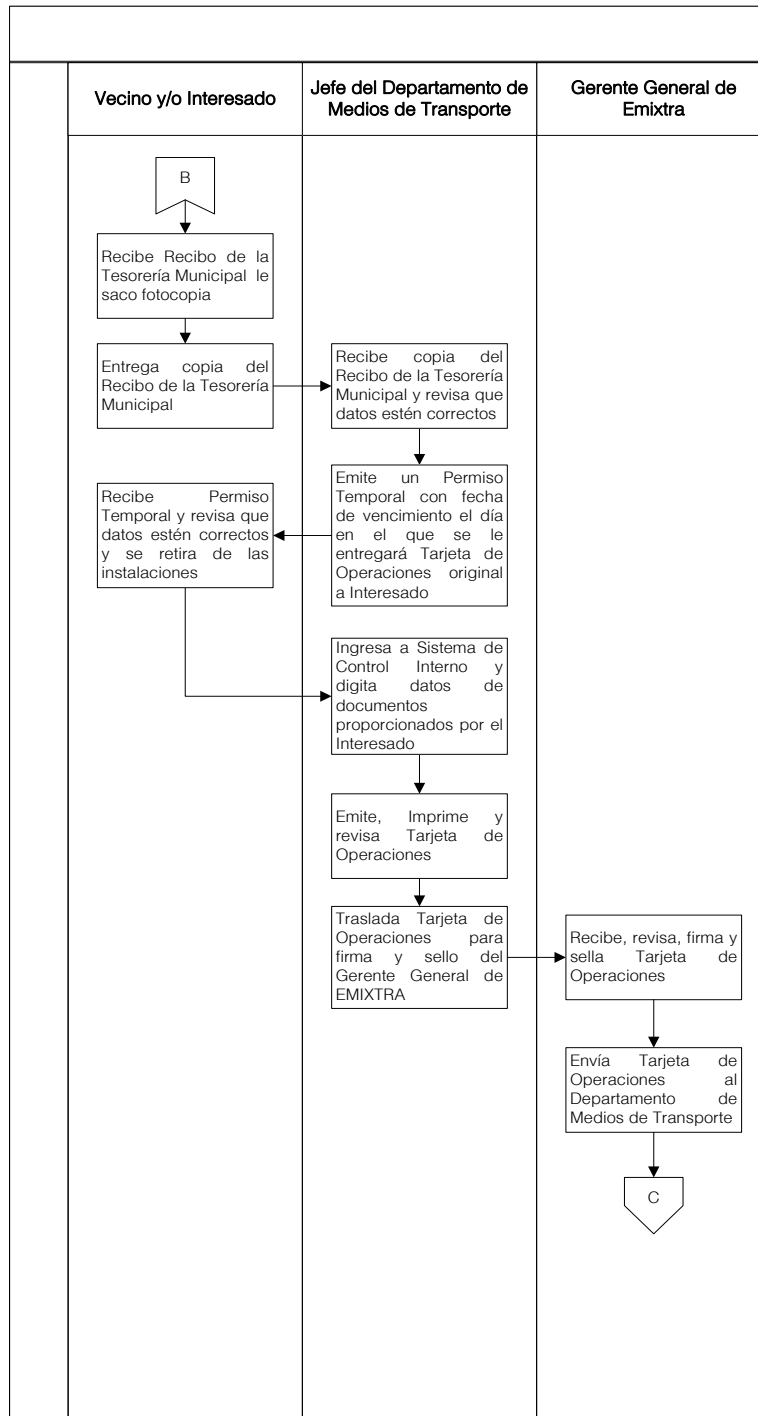 Vecino y/o Interesado
Jefe del Departamento de
Medios de Transporte
Gerente General de
Emixtra
B
Recibe Recibo de la
Tesorería Municipal le
saco fotocopia
Entrega copia del
Recibo de la Tesorería
Municipal
Recibe copia del
Recibo de la Tesorería
Municipal y revisa que
datos estén correctos
Emite un Permiso
Temporal con fecha
de vencimiento el día
en el que se le
entregará Tarjeta de
Operaciones original
a Interesado
Recibe Permiso
Temporal y revisa que
datos estén correctos
y se retira de las
instalaciones
Ingresa a Sistema de
Control Interno y
digita datos de
documentos
proporcionados por el
Interesado
Emite, Imprime y
revisa Tarjeta de
Operaciones
Traslada Tarjeta de
Operaciones para
firma y sello del
Gerente General de
EMIXTRA
Recibe, revisa, firma y
sella Tarjeta de
Operaciones
Envía Tarjeta de
Operaciones al
Departamento de
Medios de Transporte
C